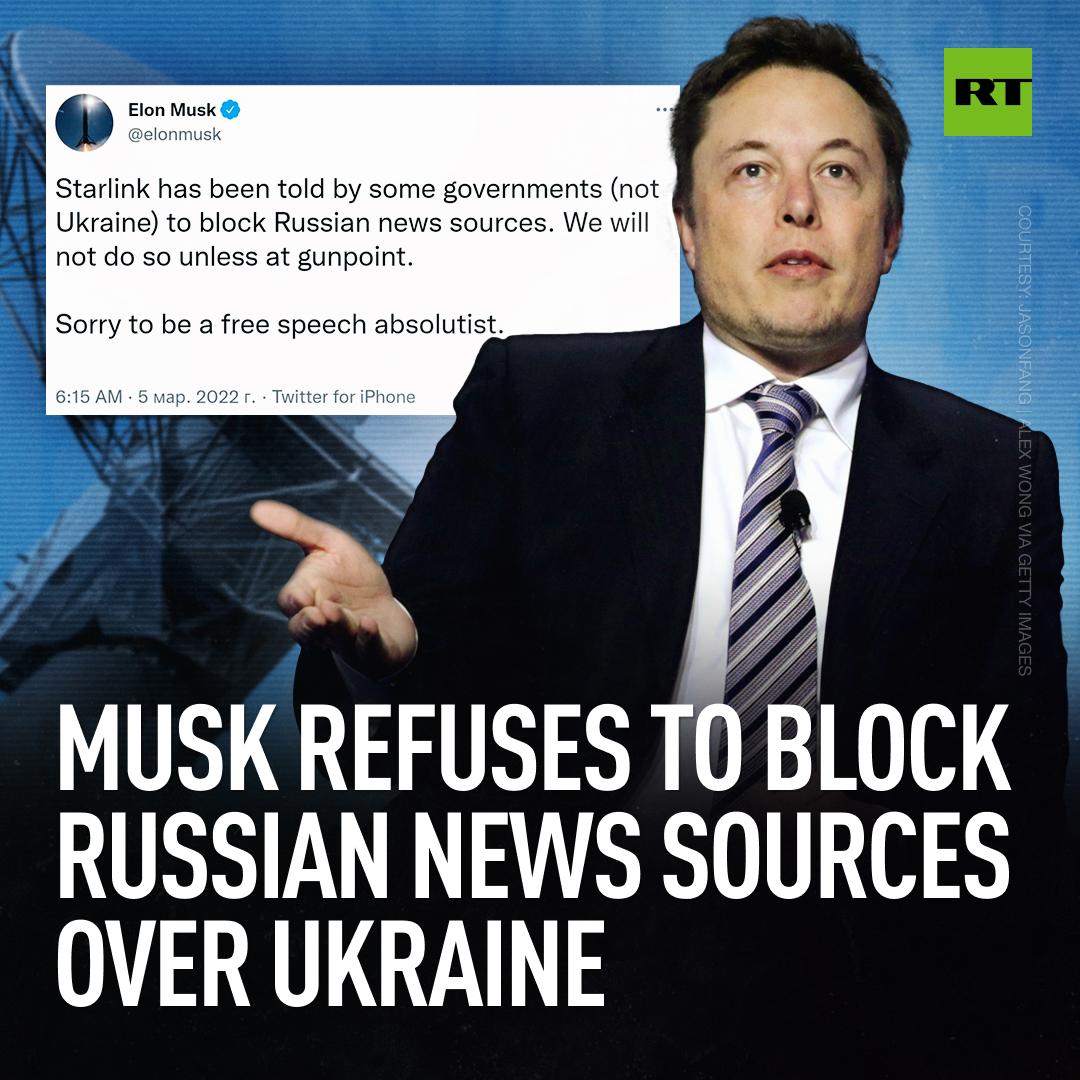 RT
Elon Musk
@elonmusk
Starlink has been told by some governments (not
Ukraine) to block Russian news sources. We will
not do so unless at gunpoint.
Sorry to be a free speech absolutist.
6:15 AM · 5 мар. 2022 г. · Twitter for iPhone
COURTESY: JASONFANG | ALEX WONG VIA GETTY IMAGES
MUSK REFUSES TO BLOCK
RUSSIAN NEWS SOURCES
OVER UKRAINE